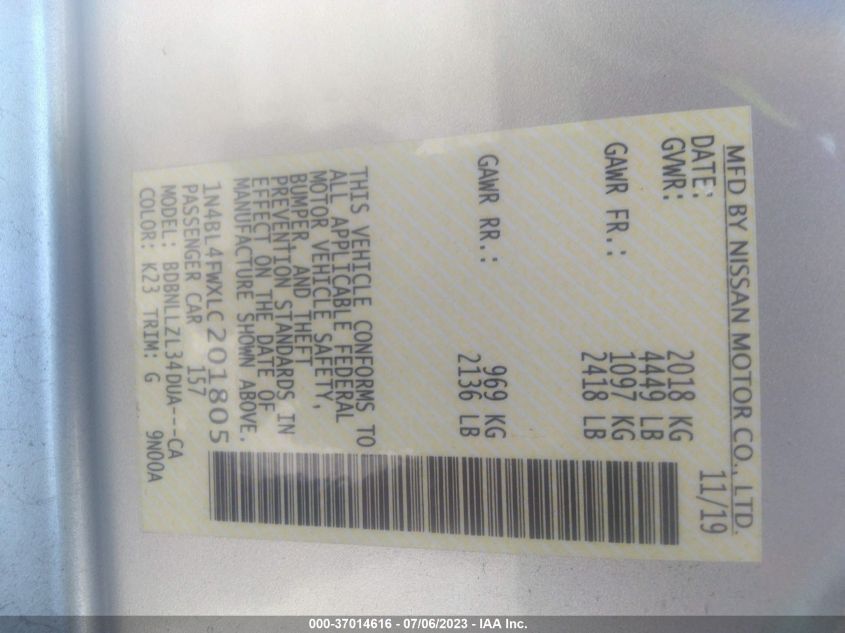 MFD BY NISSAN MOTOR CO., LTD.
DATE: 11/19
GVWR: 2018 KG
4449 LB
GAWR FR.: 1097 KG
2418 LB
GAWR RR.: 969 KG
2136 LB
THIS VEHICLE CONFORMS TO
ALL APPLICABLE FEDERAL
MOTOR VEHICLE SAFETY,
BUMPER, AND THEFT
PREVENTION STANDARDS IN
EFFECT ON THE DATE OF
MANUFACTURE SHOWN ABOVE.
1N4BL4FWXLC201805
PASSENGER CAR 157
MODEL: BDBNLLZL34DUA---CA
COLOR: K23 TRIM: G 9N00A
000-37014616 - 07/06/2023 - IAA Inc.